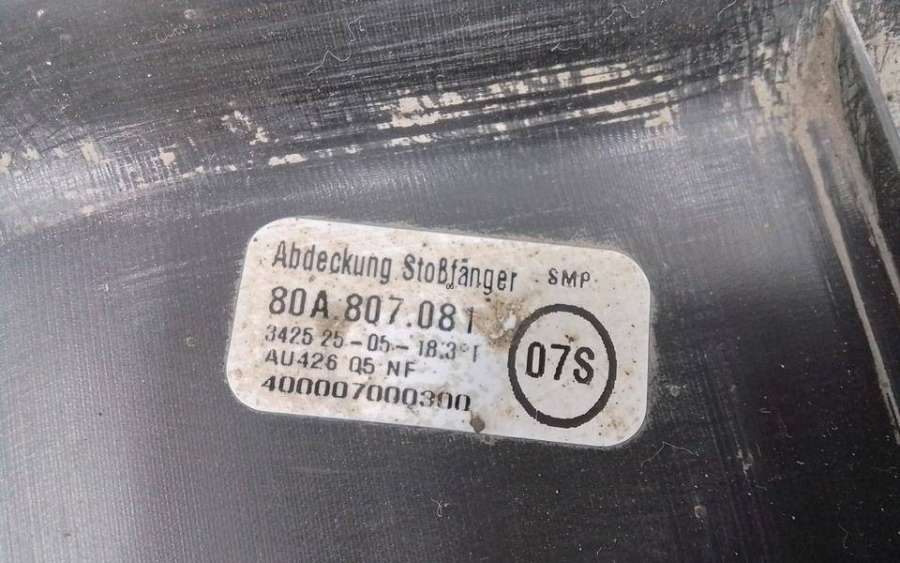 Abdeckung Stoßfänger SMP
80A.807.081
3425 25-05-18.3
AU426 Q5 NF
400007000300
07S